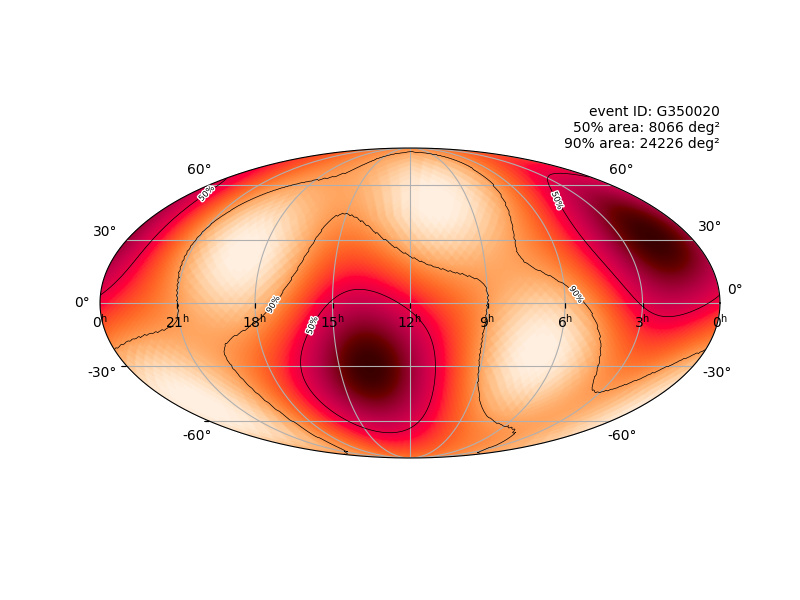 event ID: G350020
50% area: 8066 deg²
90% area: 24226 deg²
60° 60°
50% 50%
30° 30°
0° 90% 90% 0°
0ʰ 21ʰ 18ʰ 15ʰ 12ʰ 9ʰ 6ʰ 3ʰ 0ʰ
50%
-30° -30°
-60° -60°